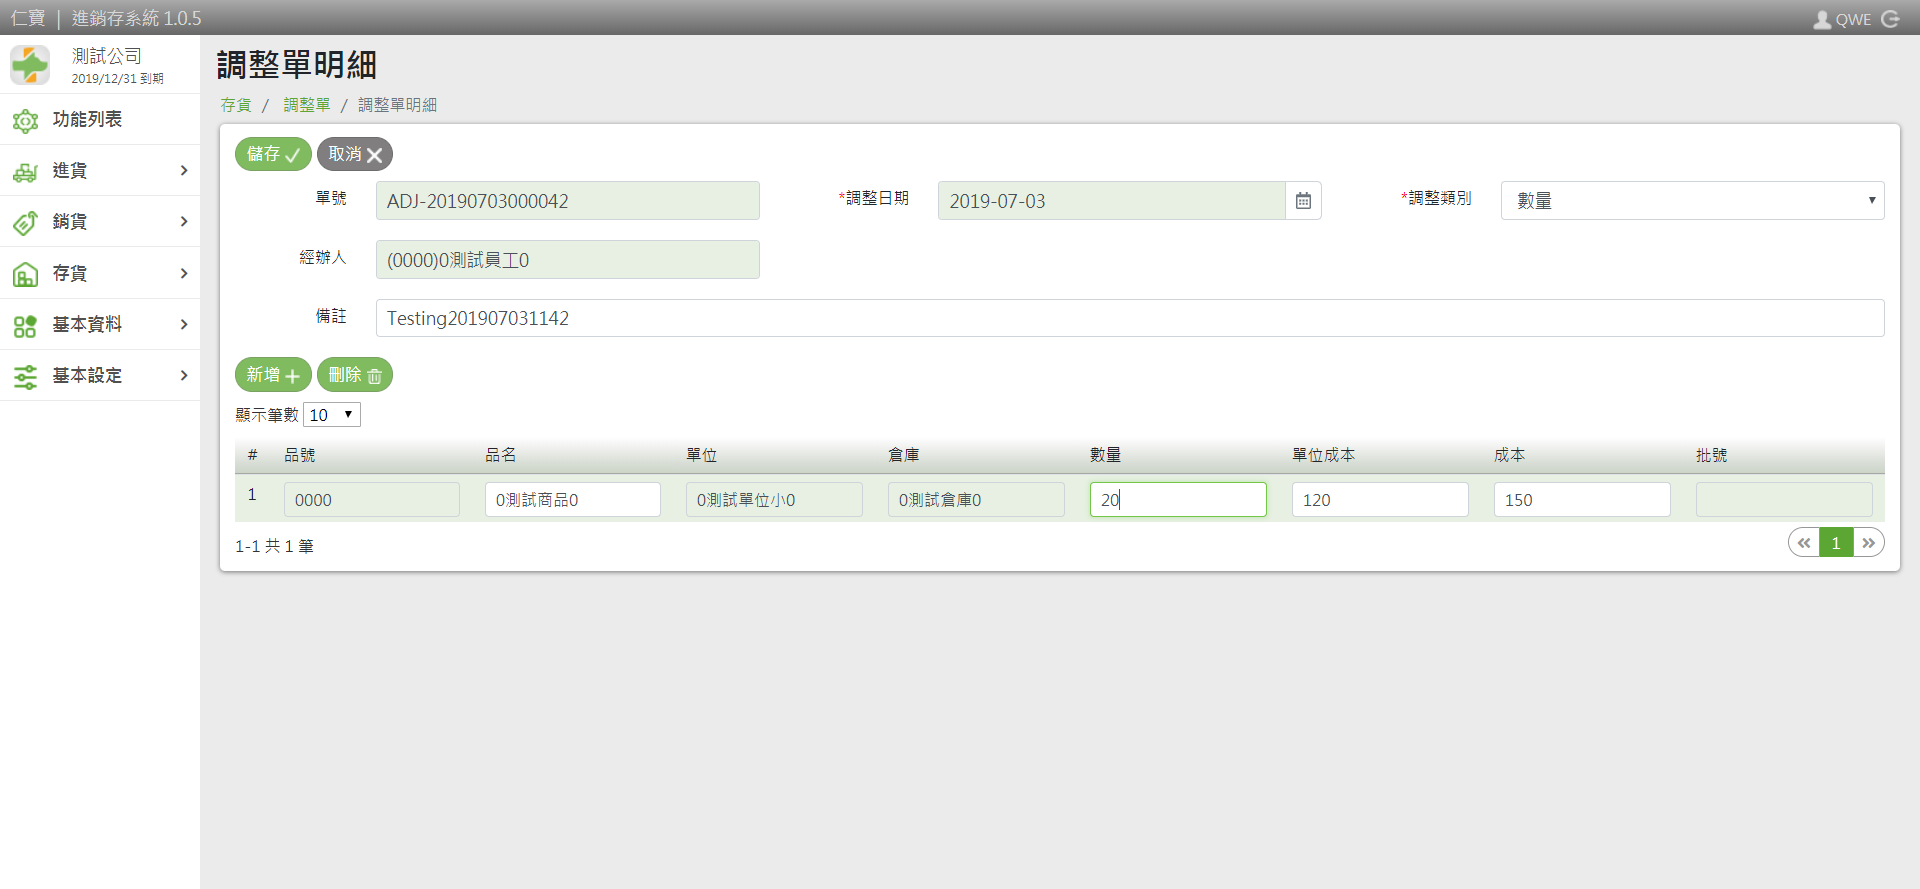 仁寶 | 進銷存系統 1.0.5
QWE
測試公司
2019/12/31 到期
功能列表
進貨
銷貨
存貨
基本資料
基本設定
調整單明細
存貨 / 調整單 / 調整單明細
儲存
取消
單號 ADJ-20190703000042
*調整日期 2019-07-03
*調整類別 數量
經辦人 (0000)0測試員工0
備註 Testing201907031142
新增
刪除
顯示筆數 10
# 品號 品名 單位 倉庫 數量 單位成本 成本 批號
1 0000 0測試商品0 0測試單位小0 0測試倉庫0 20 120 150
1-1 共 1 筆
« 1 »